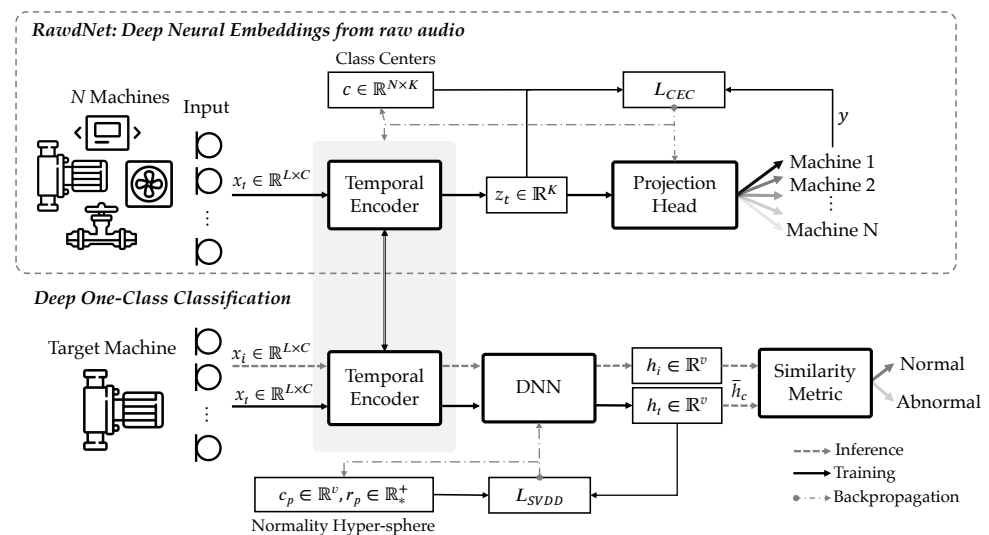 RawdNet: Deep Neural Embeddings from raw audio
Class Centers
c ∈ ℝ^{N×K}
L_{CEC}
N Machines
Input
y
x_t ∈ ℝ^{L×C}
Temporal
Encoder
z_t ∈ ℝ^K
Projection
Head
Machine 1
Machine 2
Machine N
Deep One-Class Classification
Target Machine
x_i ∈ ℝ^{L×C}
x_t ∈ ℝ^{L×C}
Temporal
Encoder
DNN
h_i ∈ ℝ^v
h_t ∈ ℝ^v
h̄_c
Similarity
Metric
Normal
Abnormal
Inference
Training
Backpropagation
c_p ∈ ℝ^v, r_p ∈ ℝ^+_*
L_{SVDD}
Normality Hyper-sphere